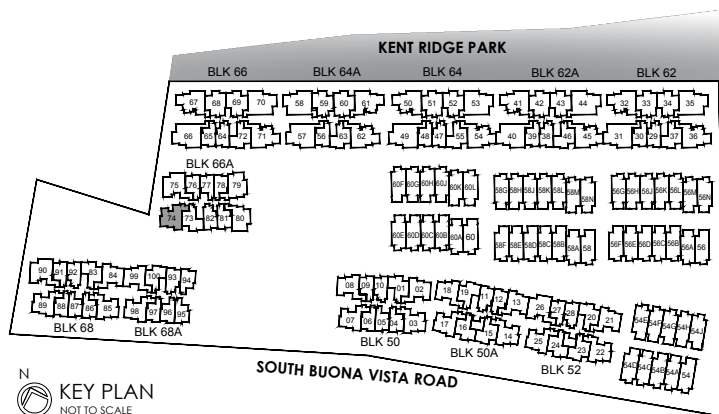 KENT RIDGE PARK
BLK 66 BLK 64A BLK 64 BLK 62A BLK 62
67 68 69 70 58 59 60 61 50 51 52 53 41 42 43 44 32 33 34 35
66 65 64 72 71 57 56 63 62 49 48 47 55 54 40 39 38 46 45 31 30 29 37 36
BLK 66A
75 76 77 78 79 60F 60G 60H 60J 60K 60L 58G 58H 58J 58K 58L 58M 58N 56G 56H 56J 56K 56L 56M 56N
74 73 82 81 80 60E 60D 60C 60B 60A 60 58F 58E 58D 58C 58B 58A 58 56F 56E 56D 56C 56B 56A 56
90 91 92 83 84 99 100 93 94 08 09 10 01 02 18 19 11 12 13 26 27 28 20 21 54E 54F 54G 54H 54J
89 88 87 86 85 98 97 96 95 07 06 05 04 03 17 16 15 14 25 24 23 22 54D 54C 54B 54A 54
BLK 68 BLK 68A BLK 50 BLK 50A BLK 52
SOUTH BUONA VISTA ROAD
N
KEY PLAN
NOT TO SCALE